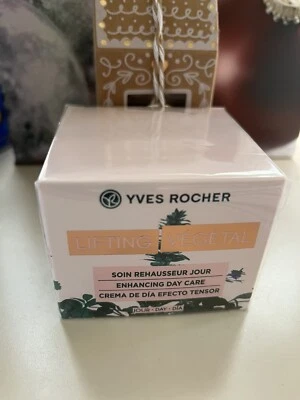 YVES ROCHER
LIFTING VÉGÉTAL
SOIN REHAUSSEUR JOUR
ENHANCING DAY CARE
CREMA DE DÍA EFECTO TENSOR
JOUR - DAY - DÍA